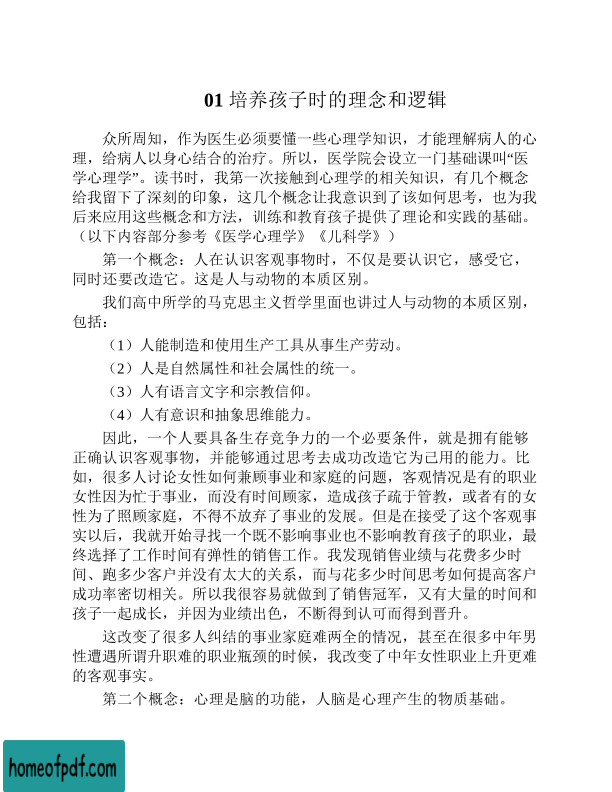 01 培养孩子时的理念和逻辑
众所周知，作为医生必须要懂一些心理学知识，才能理解病人的心
理，给病人以身心结合的治疗。所以，医学院会设立一门基础课叫“医
学心理学”。读书时，我第一次接触到心理学的相关知识，有几个概念
给我留下了深刻的印象，这几个概念让我意识到了该如何思考，也为我
后来应用这些概念和方法，训练和教育孩子提供了理论和实践的基础。
（以下内容部分参考《医学心理学》《儿科学》）
第一个概念：人在认识客观事物时，不仅是要认识它，感受它，
同时还要改造它。这是人与动物的本质区别。
我们高中所学的马克思主义哲学里面也讲过人与动物的本质区别，
包括：
（1）人能制造和使用生产工具从事生产劳动。
（2）人是自然属性和社会属性的统一。
（3）人有语言文字和宗教信仰。
（4）人有意识和抽象思维能力。
因此，一个人要具备生存竞争力的一个必要条件，就是拥有能够
正确认识客观事物，并能够通过思考去成功改造它为己用的能力。比
如，很多人讨论女性如何兼顾事业和家庭的问题，客观情况是有的职业
女性因为忙于事业，而没有时间顾家，造成孩子疏于管教，或者有的女
性为了照顾家庭，不得不放弃了事业的发展。但是在接受了这个客观事
实以后，我就开始寻找一个既不影响事业也不影响教育孩子的职业，最
终选择了工作时间有弹性的销售工作。我发现销售业绩与花费多少时
间、跑多少客户并没有太大的关系，而与花多少时间思考如何提高客户
成功率密切相关。所以我很容易就做到了销售冠军，又有大量的时间和
孩子一起成长，并因为业绩出色，不断得到认可而得到晋升。
这改变了很多人纠结的事业家庭难两全的情况，甚至在很多中年男
性遭遇所谓升职难的职业瓶颈的时候，我改变了中年女性职业上升更难
的客观事实。
第二个概念：心理是脑的功能，人脑是心理产生的物质基础。
homeofpdf.com